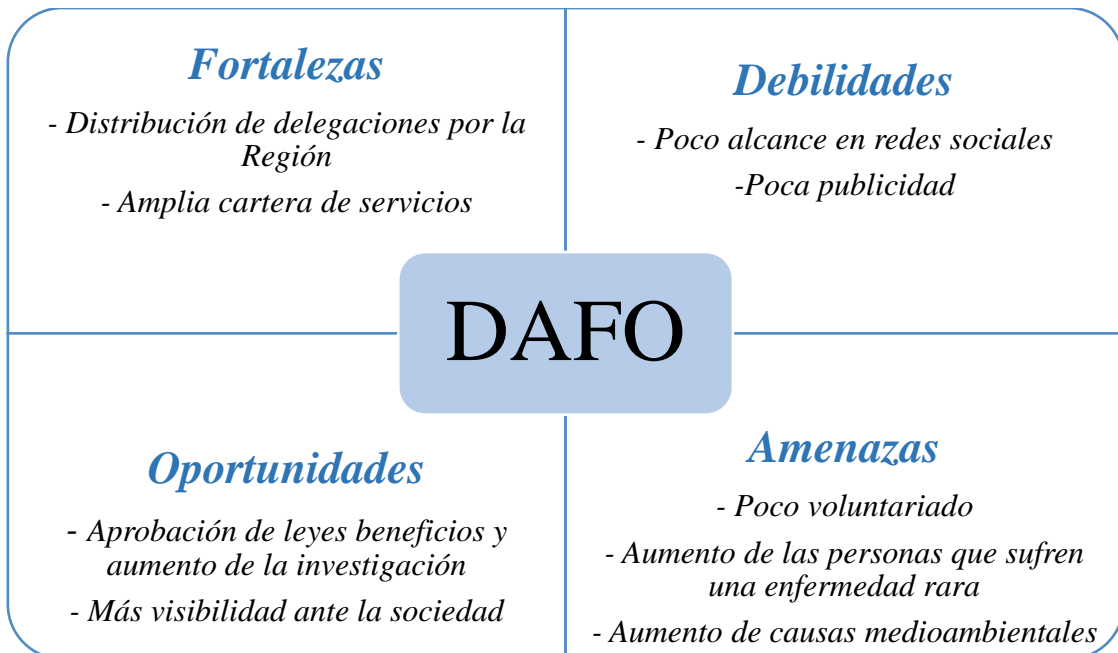 Fortalezas
- Distribución de delegaciones por la
Región
- Amplia cartera de servicios
Debilidades
- Poco alcance en redes sociales
-Poca publicidad
DAFO
Oportunidades
- Aprobación de leyes beneficios y
aumento de la investigación
- Más visibilidad ante la sociedad
Amenazas
- Poco voluntariado
- Aumento de las personas que sufren
una enfermedad rara
- Aumento de causas medioambientales